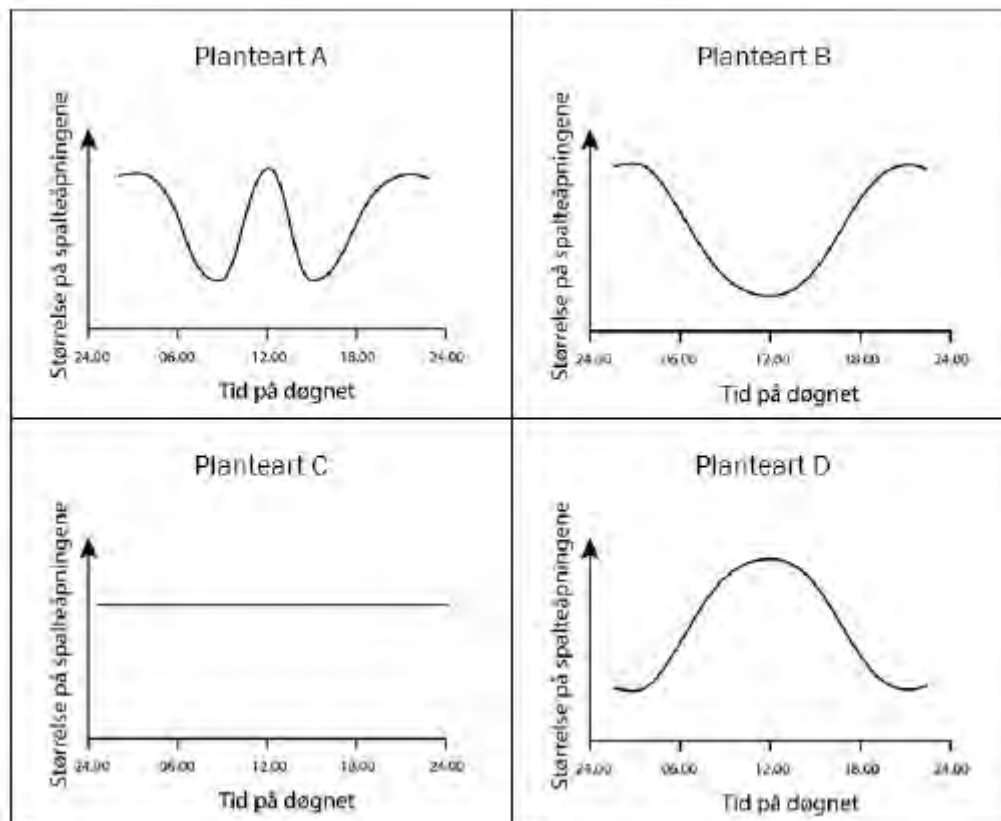 Planteart A
Størrelse på spalteåpningene
24.00 06.00 12.00 18.00 24.00
Tid på døgnet
Planteart B
Størrelse på spalteåpningene
24.00 06.00 12.00 18.00 24.00
Tid på døgnet
Planteart C
Størrelse på spalteåpningene
24.00 06.00 12.00 18.00 24.00
Tid på døgnet
Planteart D
Størrelse på spalteåpningene
24.00 06.00 12.00 18.00 24.00
Tid på døgnet